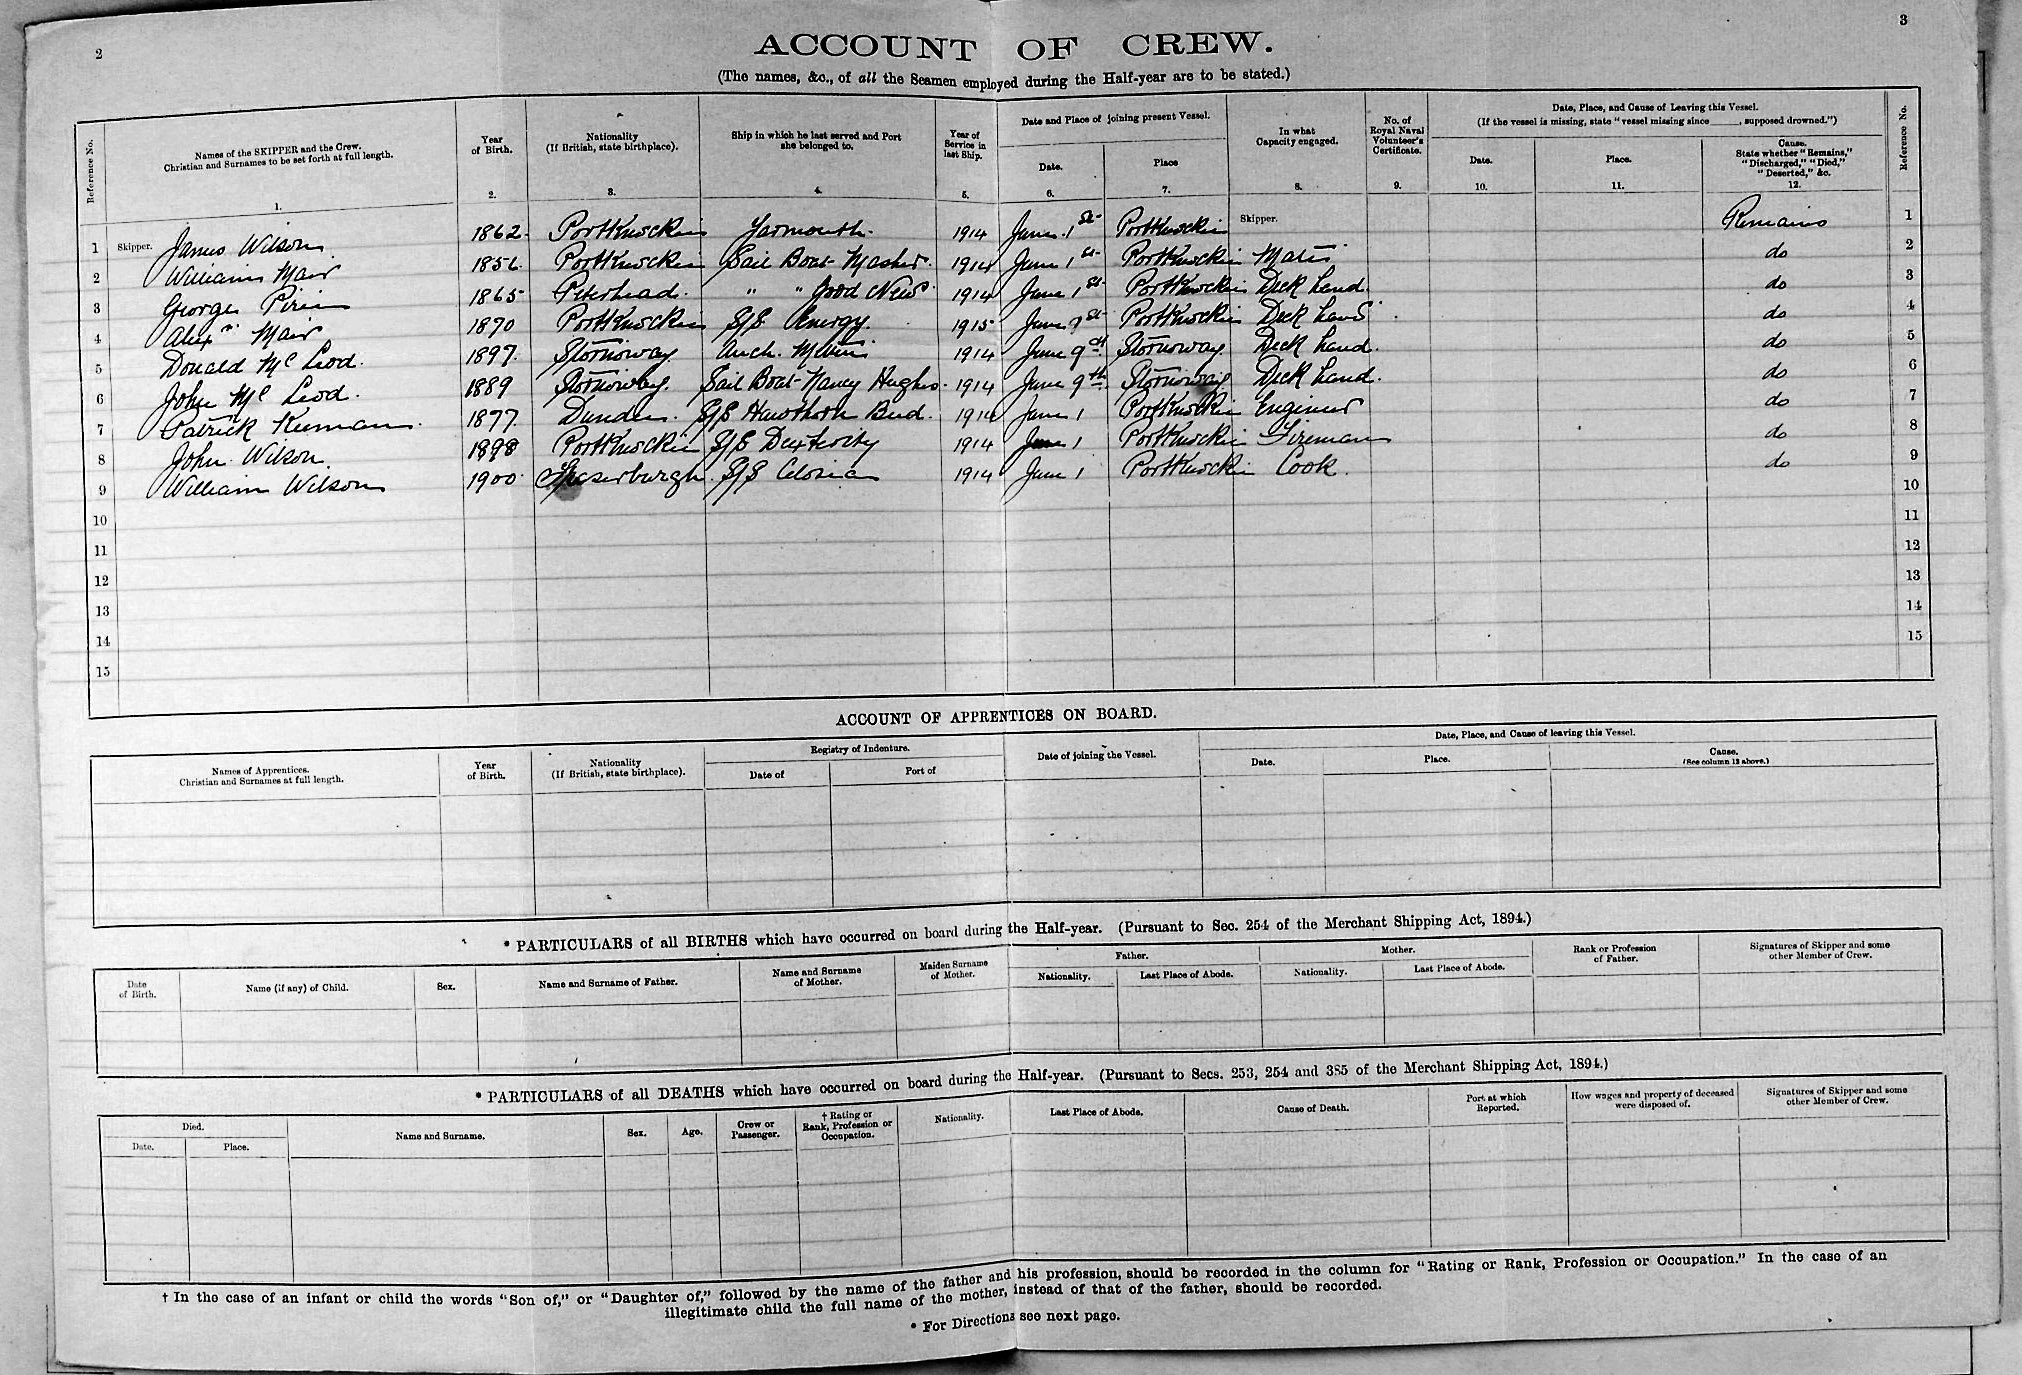 2
3
ACCOUNT OF CREW.
(The names, &c., of all the Seamen employed during the Half-year are to be stated.)
Reference No.
Names of the SKIPPER and the Crew.
Christian and Surnames to be set forth at full length.
1.
Year of Birth.
2.
Nationality
(If British, state birthplace).
3.
Ship in which he last served and Port she belonged to.
4.
Year of Service in last Ship.
5.
Date and Place of joining present Vessel.
Date.
6.
Place
7.
In what Capacity engaged.
8.
No. of Royal Naval Volunteer's Certificate.
9.
Date, Place, and Cause of Leaving this Vessel.
(If the vessel is missing, state "vessel missing since ______, supposed drowned.")
Date.
10.
Place.
11.
Cause.
State whether "Remains," "Discharged," "Died," "Deserted," &c.
12.
Reference No.
1 Skipper. James Wilson 1862 Portknockie Yarmouth. 1914 June 1st Portknockie Skipper. Remains 1
2 William Mair Portknockie Sail Boat Masher. 1914 June 1st Portknockie Mate do 2
3 George Pirie 1865 Peterhead. " " Good News 1914 June 1st Portknockie Deck hand do 3
4 Alexr Mair 1870 Portknockie S/S Energy. 1915 June Portknockie Deck hand do 4
5 Donald McLeod. 1897 Stornoway 1914 June 9 Stornoway. Deck hand. do 5
6 John McLeod. 1889 Stornoway. Sail Boat Nancy Hughes 1914 June 9th Stornoway Deck hand. do 6
7 Patrick 1877 Dundee. S/S Hawthorn Bud. 1914 June 1 Portknockie Engineer do 7
8 John Wilson. 1898 Portknockie S/S Dexterity 1914 June 1 Portknockie Fireman do 8
9 William Wilson 1900 Fraserburgh. S/S Celosia 1914 June 1 Portknockie Cook. do 9
10 10
11 11
12 12
13 13
14 14
15 15
ACCOUNT OF APPRENTICES ON BOARD.
Names of Apprentices.
Christian and Surnames at full length.
Year of Birth.
Nationality
(If British, state birthplace).
Registry of Indenture.
Date of
Port of
Date of joining the Vessel.
Date, Place, and Cause of leaving this Vessel.
Date.
Place.
Cause.
(See column 12 above.)
* PARTICULARS of all BIRTHS which have occurred on board during the Half-year. (Pursuant to Sec. 254 of the Merchant Shipping Act, 1894.)
Date of Birth.
Name (if any) of Child.
Sex.
Name and Surname of Father.
Name and Surname of Mother.
Maiden Surname of Mother.
Father.
Nationality.
Last Place of Abode.
Mother.
Nationality.
Last Place of Abode.
Rank or Profession of Father.
Signatures of Skipper and some other Member of Crew.
* PARTICULARS of all DEATHS which have occurred on board during the Half-year. (Pursuant to Secs. 253, 254 and 385 of the Merchant Shipping Act, 1894.)
Died.
Date.
Place.
Name and Surname.
Sex.
Age.
Crew or Passenger.
† Rating or Rank, Profession or Occupation.
Nationality.
Last Place of Abode.
Cause of Death.
Port at which Reported.
How wages and property of deceased were disposed of.
Signatures of Skipper and some other Member of Crew.
† In the case of an infant or child the words "Son of," or "Daughter of," followed by the name of the father and his profession, should be recorded in the column for "Rating or Rank, Profession or Occupation." In the case of an
illegitimate child the full name of the mother, instead of that of the father, should be recorded.
* For Directions see next page.